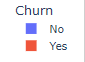 Churn
No
Yes